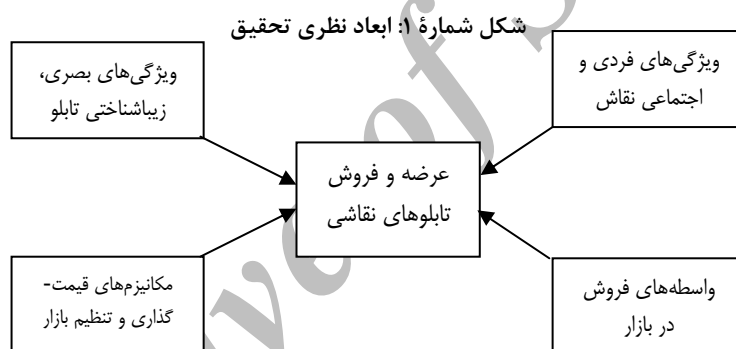 شکل شمارهٔ ۱: ابعاد نظری تحقیق
ویژگی‌های فردی و
اجتماعی نقاش
ویژگی‌های بصری،
زیباشناختی تابلو
عرضه و فروش
تابلوهای نقاشی
واسطه‌های فروش
در بازار
مکانیزم‌های قیمت-
گذاری و تنظیم بازار